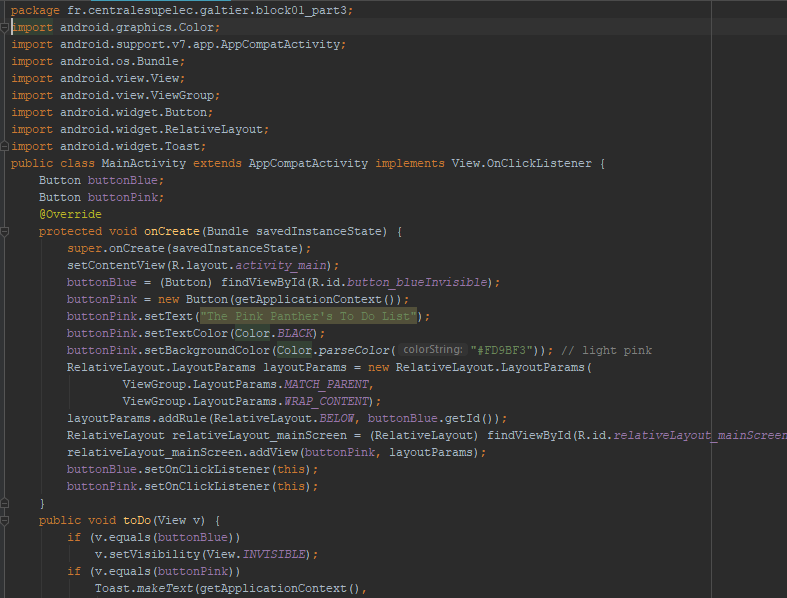 package fr.centralesupelec.galtier.block01_part3;
import android.graphics.Color;
import android.support.v7.app.AppCompatActivity;
import android.os.Bundle;
import android.view.View;
import android.view.ViewGroup;
import android.widget.Button;
import android.widget.RelativeLayout;
import android.widget.Toast;
public class MainActivity extends AppCompatActivity implements View.OnClickListener {
    Button buttonBlue;
    Button buttonPink;
    @Override
    protected void onCreate(Bundle savedInstanceState) {
        super.onCreate(savedInstanceState);
        setContentView(R.layout.activity_main);
        buttonBlue = (Button) findViewById(R.id.button_blueInvisible);
        buttonPink = new Button(getApplicationContext());
        buttonPink.setText("The Pink Panther's To Do List");
        buttonPink.setTextColor(Color.BLACK);
        buttonPink.setBackgroundColor(Color.parseColor( colorString: "#FD9BF3")); // light pink
        RelativeLayout.LayoutParams layoutParams = new RelativeLayout.LayoutParams(
                ViewGroup.LayoutParams.MATCH_PARENT,
                ViewGroup.LayoutParams.WRAP_CONTENT);
        layoutParams.addRule(RelativeLayout.BELOW, buttonBlue.getId());
        RelativeLayout relativeLayout_mainScreen = (RelativeLayout) findViewById(R.id.relativeLayout_mainScreen
        relativeLayout_mainScreen.addView(buttonPink, layoutParams);
        buttonBlue.setOnClickListener(this);
        buttonPink.setOnClickListener(this);
    }
    public void toDo(View v) {
        if (v.equals(buttonBlue))
            v.setVisibility(View.INVISIBLE);
        if (v.equals(buttonPink))
            Toast.makeText(getApplicationContext(),